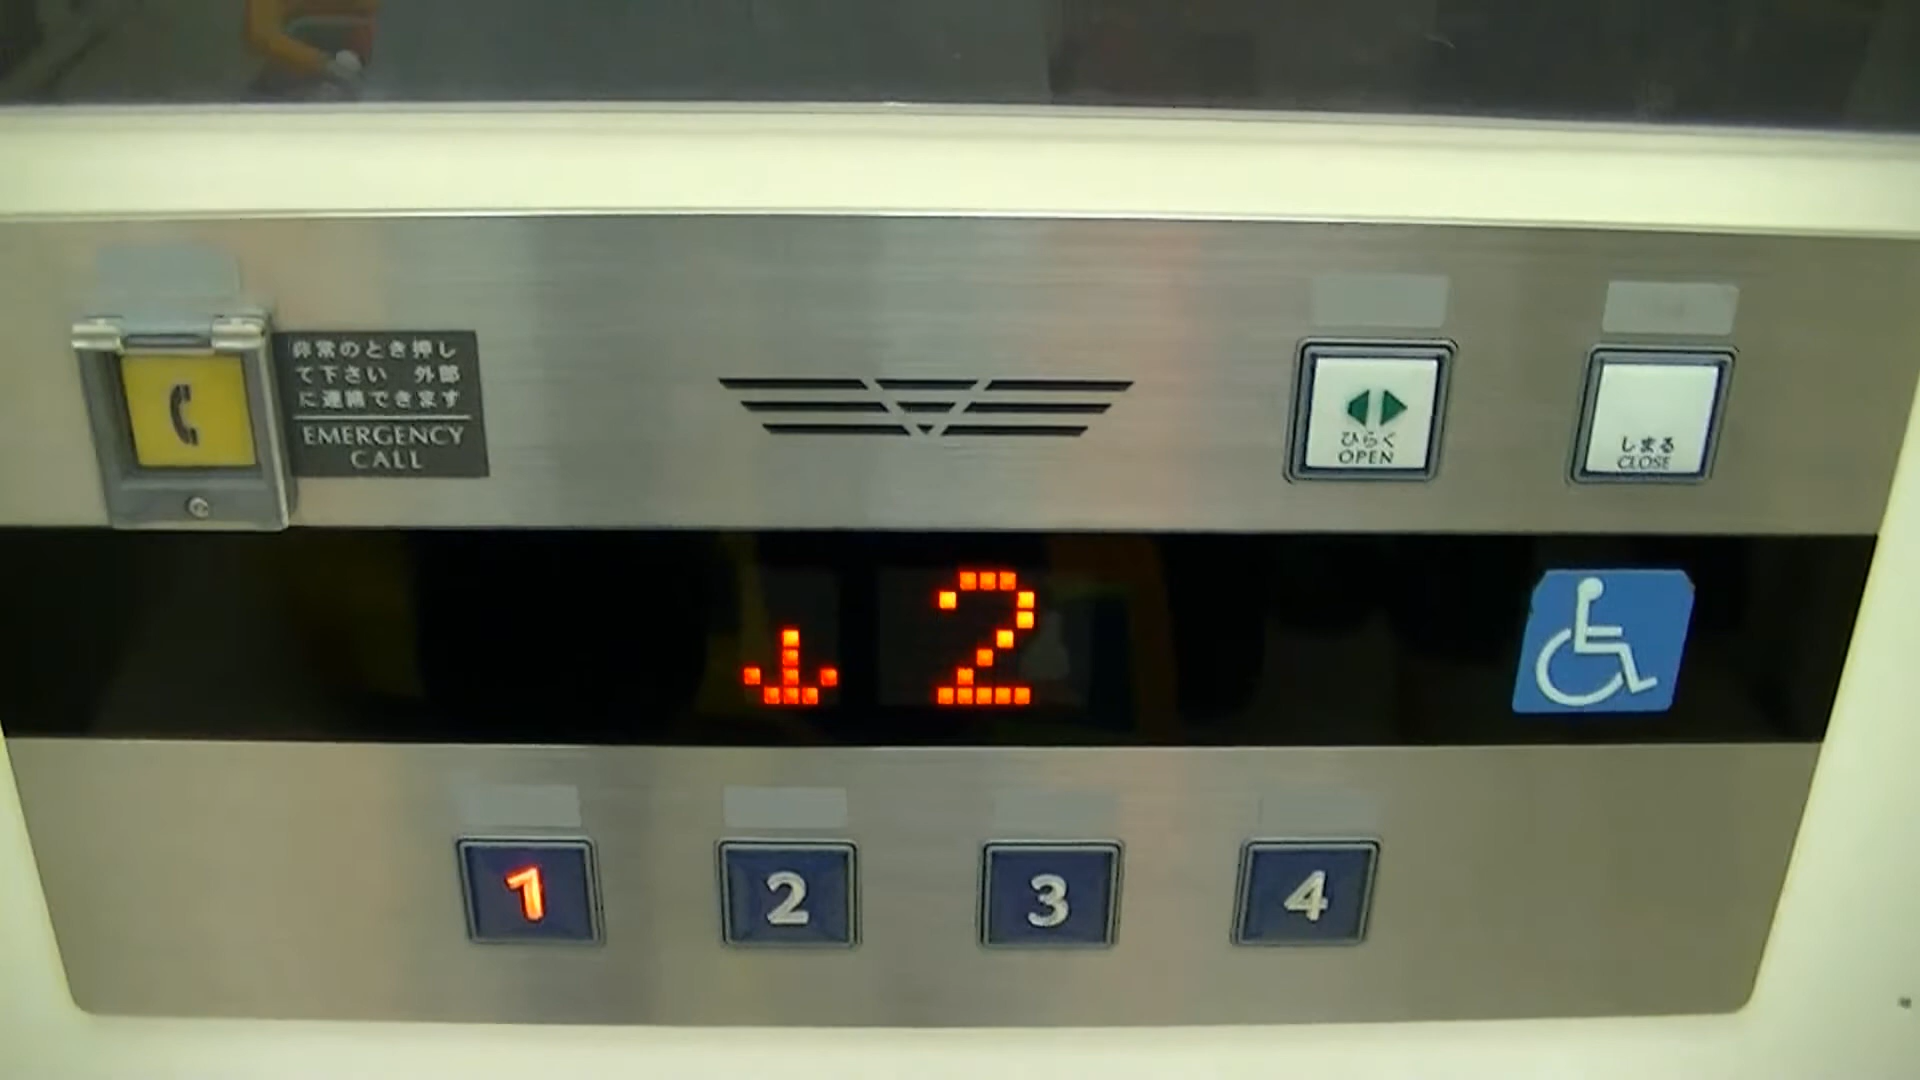 非常のとき押し
て下さい 外部
に連絡できます
EMERGENCY
CALL
ひらく
OPEN
しまる
CLOSE
2
1
2
3
4